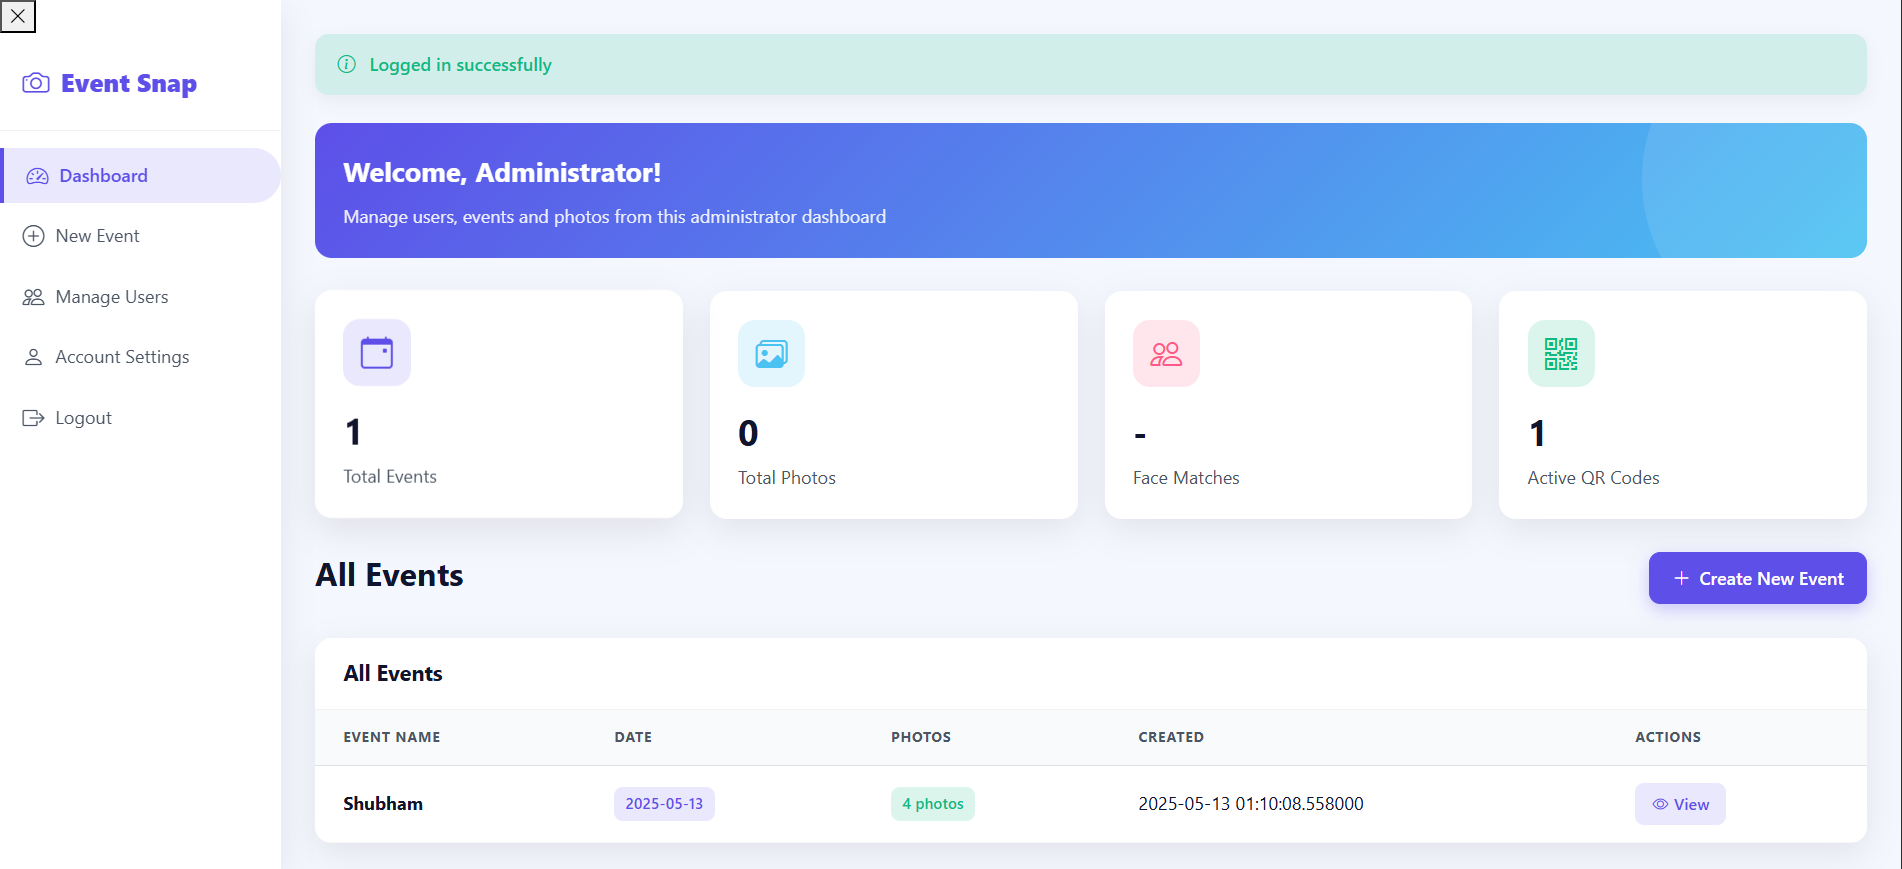 Event Snap
Dashboard
New Event
Manage Users
Account Settings
Logout
Logged in successfully
Welcome, Administrator!
Manage users, events and photos from this administrator dashboard
1
Total Events
0
Total Photos
-
Face Matches
1
Active QR Codes
All Events
+ Create New Event
All Events
EVENT NAME DATE PHOTOS CREATED ACTIONS
Shubham 2025-05-13 4 photos 2025-05-13 01:10:08.558000 View